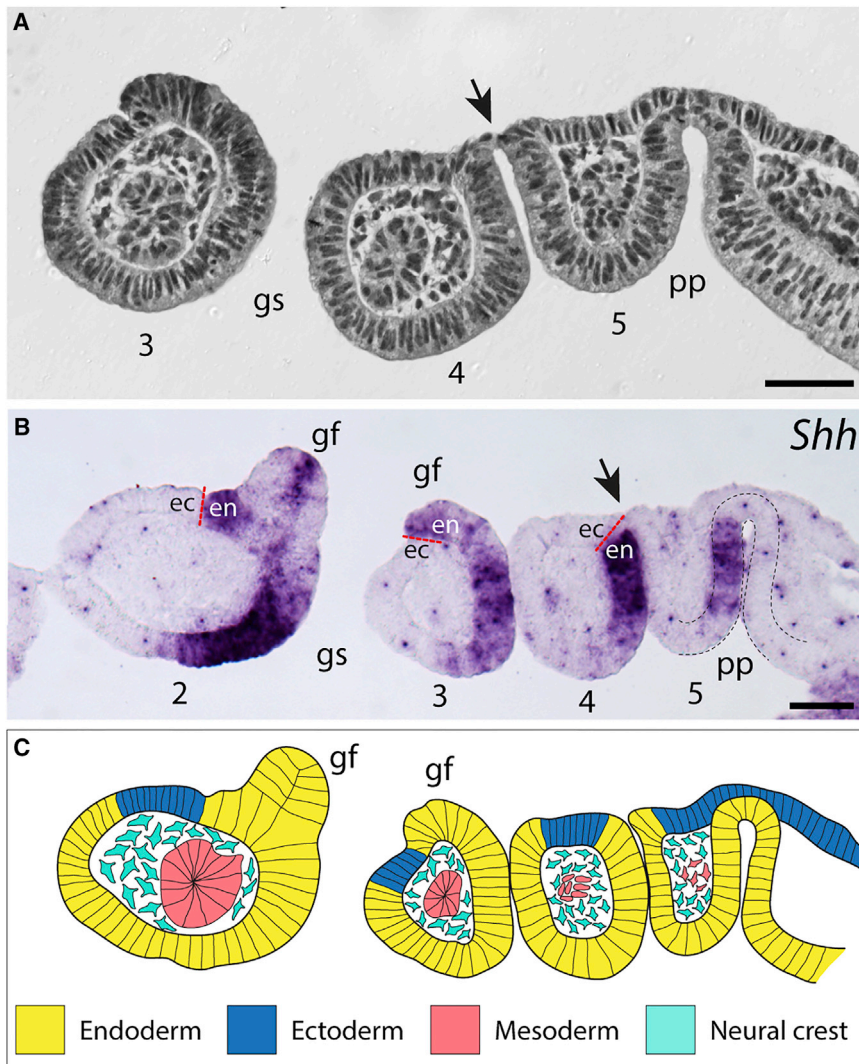 A
gs
pp
3
4
5
B
Shh
gf
gf
ec
en
en
ec
ec
en
gs
pp
2
3
4
5
C
gf
gf
Endoderm
Ectoderm
Mesoderm
Neural crest